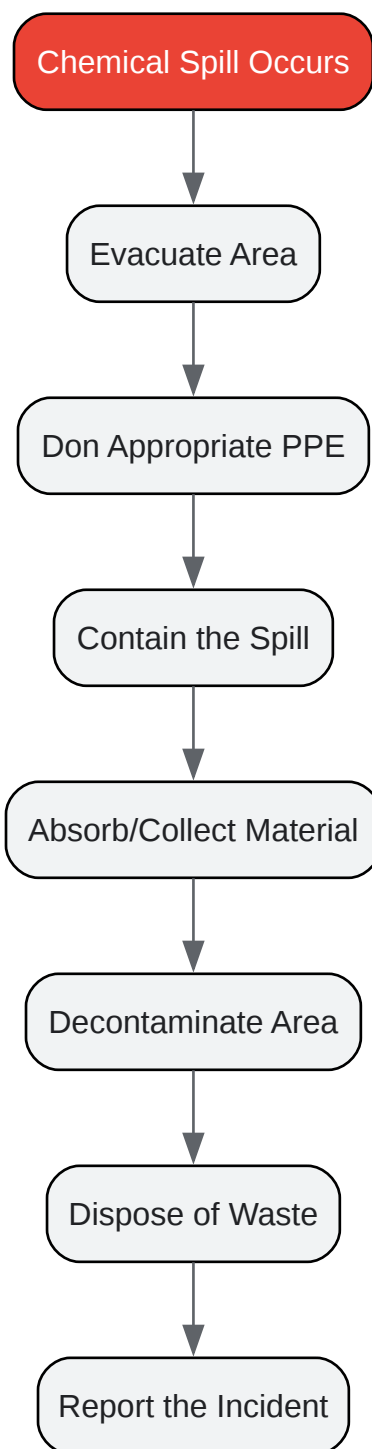 Chemical Spill Occurs
Evacuate Area
Don Appropriate PPE
Contain the Spill
Absorb/Collect Material
Decontaminate Area
Dispose of Waste
Report the Incident